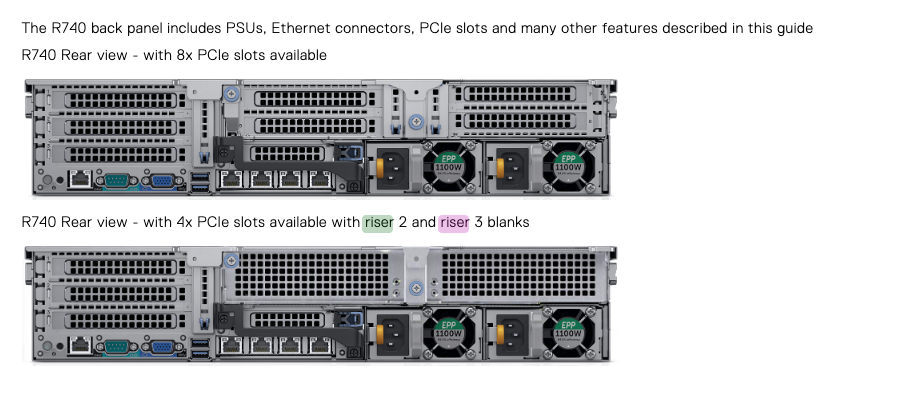 The R740 back panel includes PSUs, Ethernet connectors, PCIe slots and many other features described in this guide
R740 Rear view - with 8x PCIe slots available
EPP EPP
1100W 1100W
R740 Rear view - with 4x PCIe slots available with riser 2 and riser 3 blanks
EPP EPP
1100W 1100W